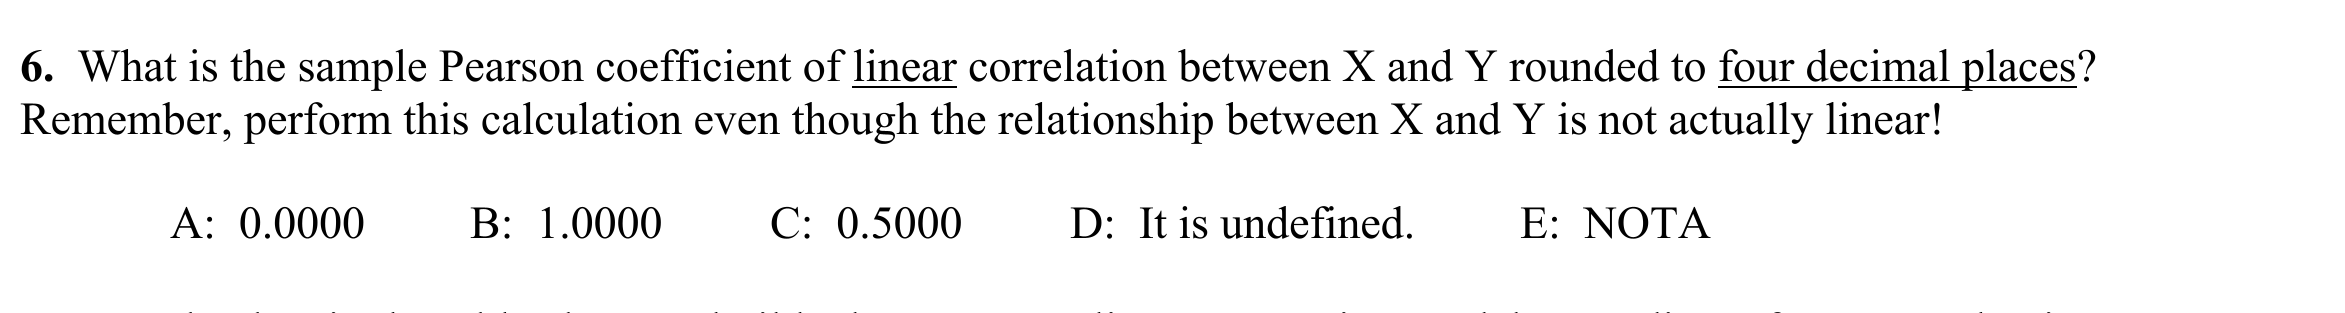 6. What is the sample Pearson coefficient of linear correlation between X and Y rounded to four decimal places?
Remember, perform this calculation even though the relationship between X and Y is not actually linear!
A: 0.0000 B: 1.0000 C: 0.5000 D: It is undefined. E: NOTA